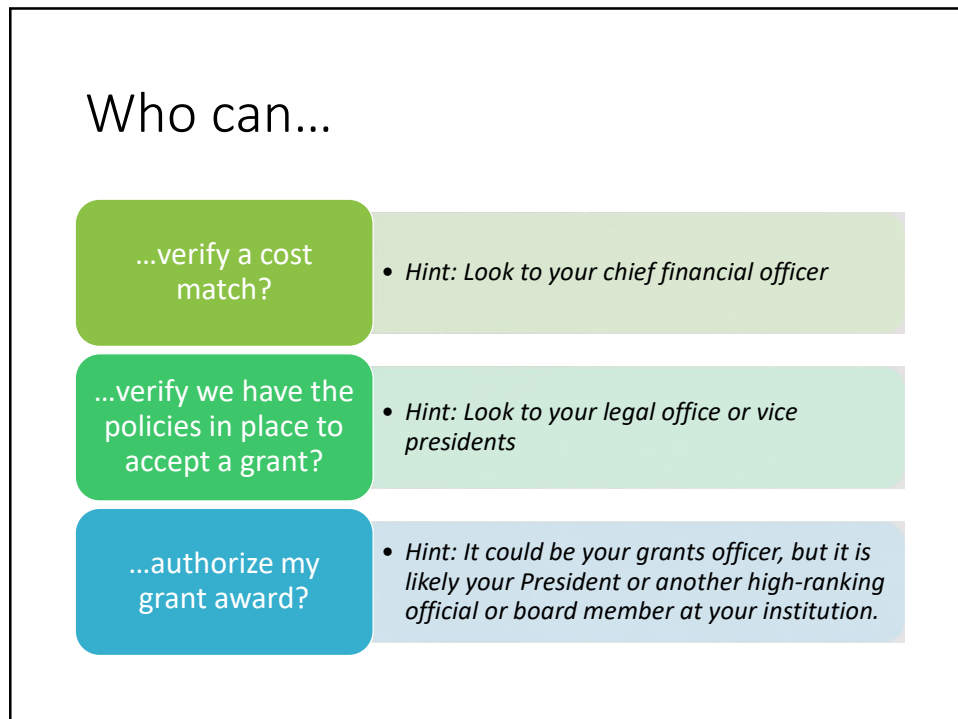 Who can…
…verify a cost
match?
• Hint: Look to your chief financial officer
…verify we have the
policies in place to
accept a grant?
• Hint: Look to your legal office or vice
presidents
…authorize my
grant award?
• Hint: It could be your grants officer, but it is
likely your President or another high-ranking
official or board member at your institution.